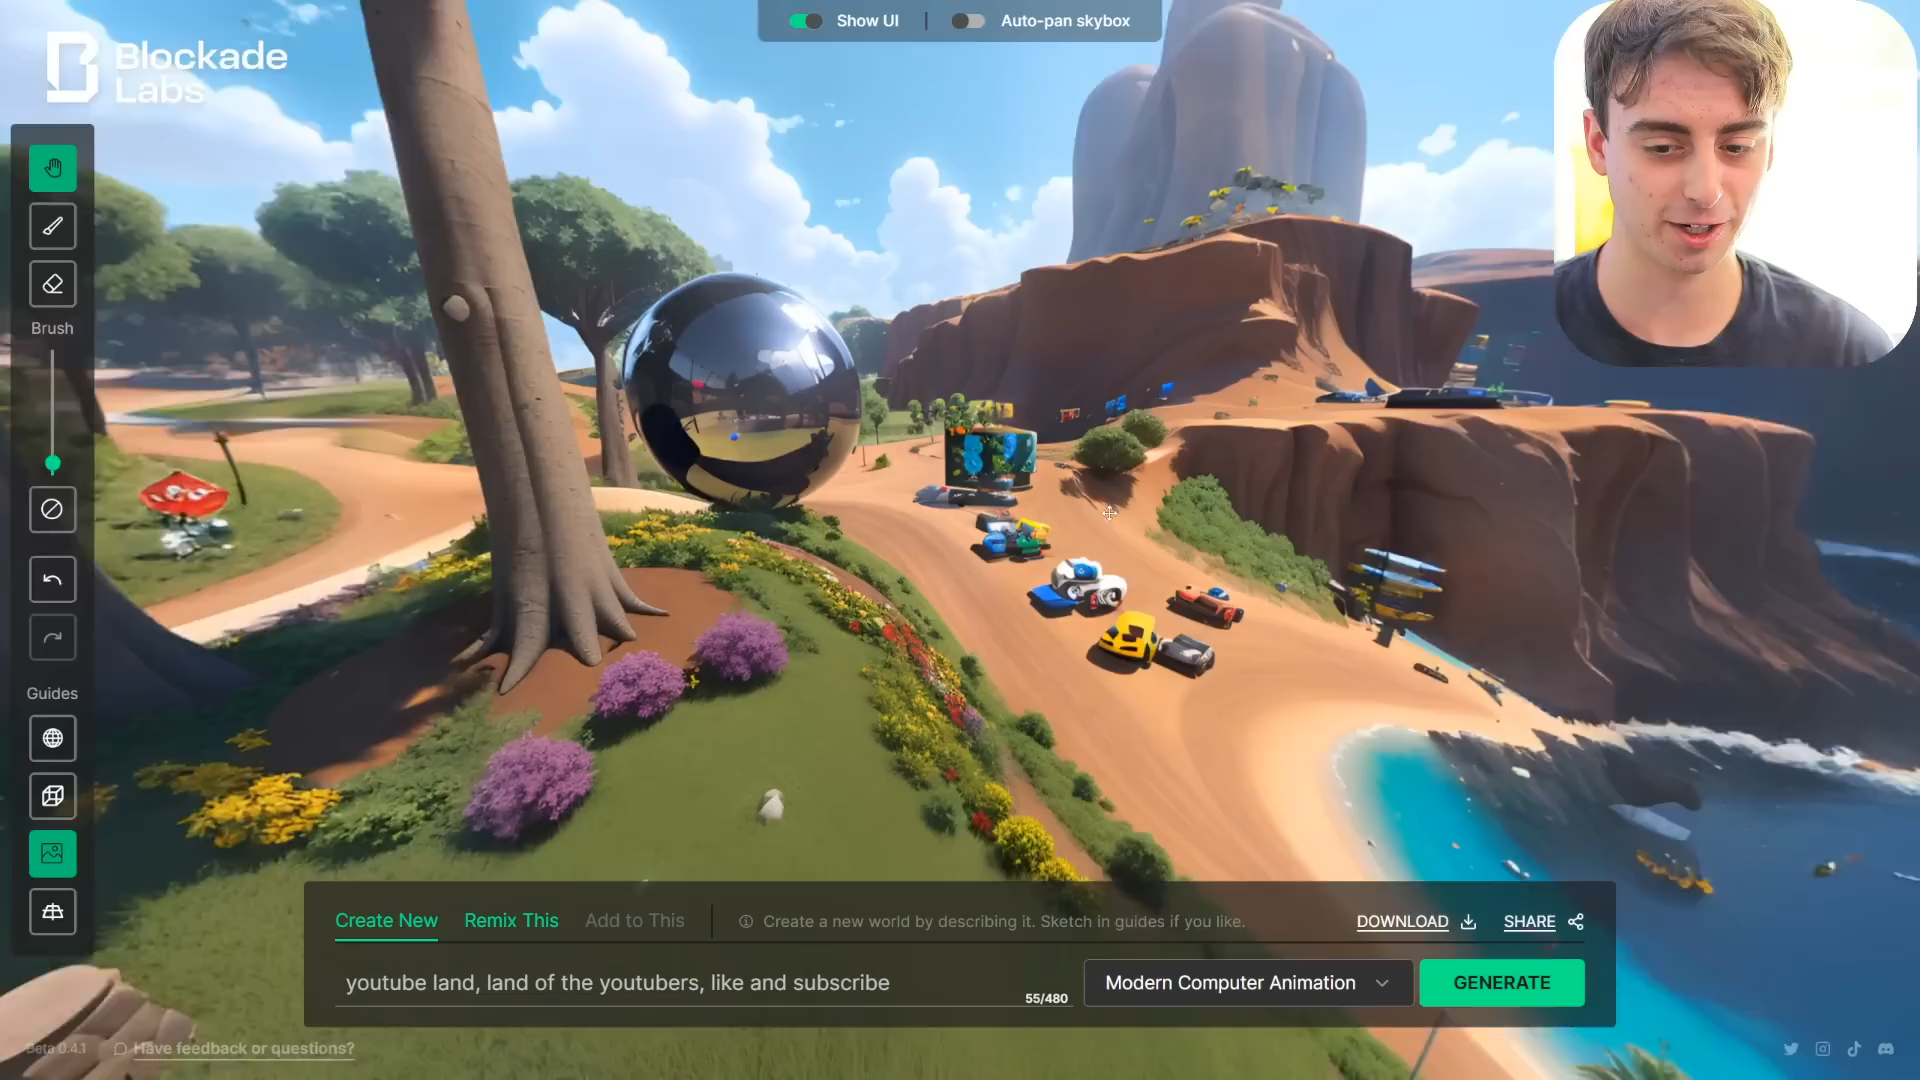 Show UI
Auto-pan skybox
Blockade
Labs
Brush
Guides
Create New
Remix This
Add to This
Create a new world by describing it. Sketch in guides if you like.
DOWNLOAD
SHARE
youtube land, land of the youtubers, like and subscribe
55/480
Modern Computer Animation
GENERATE
Beta 0.4.1
Have feedback or questions?